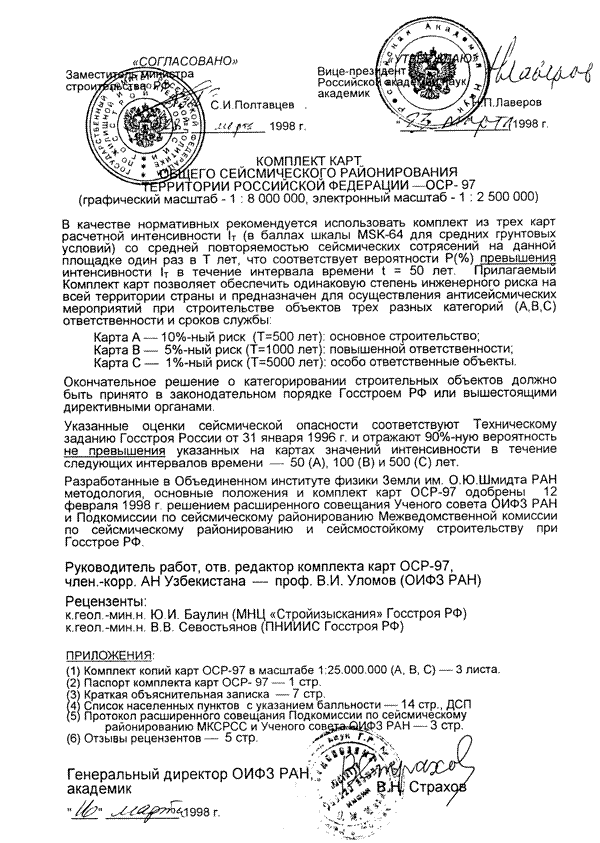 «СОГЛАСОВАНО»
Заместитель министра
строительства РФ
С.И.Полтавцев
марта 1998 г.
"УТВЕРЖДАЮ"
Вице-президент
Российской академии наук
академик
Н.П.Лаверов
"23" марта 1998 г.
КОМПЛЕКТ КАРТ
ОБЩЕГО СЕЙСМИЧЕСКОГО РАЙОНИРОВАНИЯ
ТЕРРИТОРИИ РОССИЙСКОЙ ФЕДЕРАЦИИ —ОСР- 97
(графический масштаб - 1 : 8 000 000, электронный масштаб - 1 : 2 500 000)
В качестве нормативных рекомендуется использовать комплект из трех карт
расчетной интенсивности IT (в баллах шкалы MSK-64 для средних грунтовых
условий) со средней повторяемостью сейсмических сотрясений на данной
площадке один раз в T лет, что соответствует вероятности P(%) превышения
интенсивности IT в течение интервала времени t = 50 лет. Прилагаемый
Комплект карт позволяет обеспечить одинаковую степень инженерного риска на
всей территории страны и предназначен для осуществления антисейсмических
мероприятий при строительстве объектов трех разных категорий (А,В,С)
ответственности и сроков службы:
Карта А — 10%-ный риск (Т=500 лет): основное строительство;
Карта В — 5%-ный риск (Т=1000 лет): повышенной ответственности;
Карта С — 1%-ный риск (Т=5000 лет): особо ответственные объекты.
Окончательное решение о категорировании строительных объектов должно
быть принято в законодательном порядке Госстроем РФ или вышестоящими
директивными органами.
Указанные оценки сейсмической опасности соответствуют Техническому
заданию Госстроя России от 31 января 1996 г. и отражают 90%-ную вероятность
не превышения указанных на картах значений интенсивности в течение
следующих интервалов времени — 50 (А), 100 (В) и 500 (С) лет.
Разработанные в Объединенном институте физики Земли им. О.Ю.Шмидта РАН
методология, основные положения и комплект карт ОСР-97 одобрены 12
февраля 1998 г. решением расширенного совещания Ученого совета ОИФЗ РАН
и Подкомиссии по сейсмическому районированию Межведомственной комиссии
по сейсмическому районированию и сейсмостойкому строительству при
Госстрое РФ.
Руководитель работ, отв. редактор комплекта карт ОСР-97,
член.-корр. АН Узбекистана — проф. В.И. Уломов (ОИФЗ РАН)
Рецензенты:
к.геол.-мин.н. Ю.И. Баулин (МНЦ «Стройизыскания» Госстроя РФ)
к.геол.-мин.н. В.В. Севостьянов (ПНИИИС Госстроя РФ)
ПРИЛОЖЕНИЯ:
(1) Комплект копий карт ОСР-97 в масштабе 1:25.000.000 (А, В, С) — 3 листа.
(2) Паспорт комплекта карт ОСР- 97 — 1 стр.
(3) Краткая объяснительная записка — 7 стр.
(4) Список населенных пунктов с указанием балльности — 14 стр., ДСП
(5) Протокол расширенного совещания Подкомиссии по сейсмическому
районированию МКСРСС и Ученого совета ОИФЗ РАН — 3 стр.
(6) Отзывы рецензентов — 5 стр.
Генеральный директор ОИФЗ РАН,
академик
В.Н. Страхов
"16" марта 1998 г.